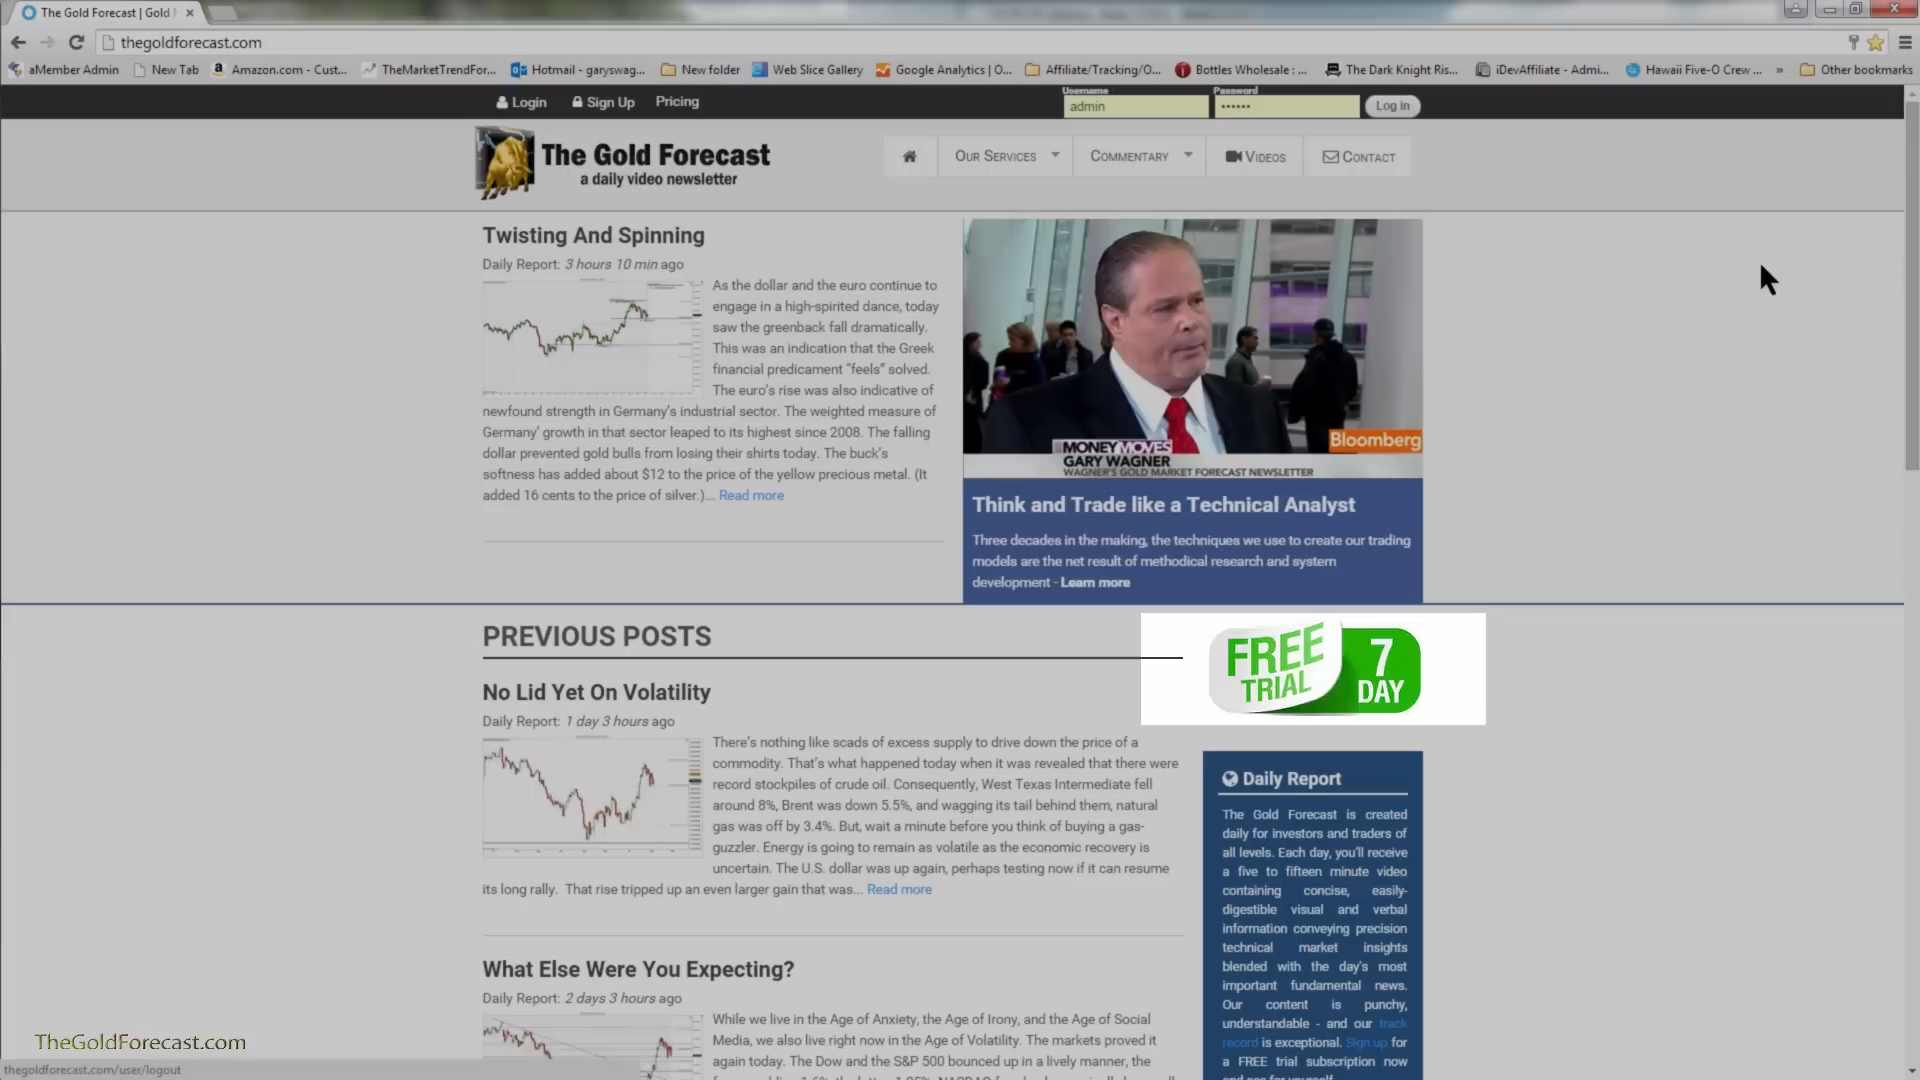 The Gold Forecast | Gold
thegoldforecast.com
aMember Admin
New Tab
Amazon.com - Cust...
TheMarketTrendFor...
Hotmail - garyswag...
New folder
Web Slice Gallery
Google Analytics | O...
Affiliate/Tracking/O...
Bottles Wholesale : ...
The Dark Knight Ris...
iDevAffiliate - Admi...
Hawaii Five-O Crew ...
»
Other bookmarks
Login
Sign Up
Pricing
Username
Password
admin
••••••
Log in
The Gold Forecast
a daily video newsletter
OUR SERVICES
COMMENTARY
VIDEOS
CONTACT
Twisting And Spinning
Daily Report: 3 hours 10 min ago
As the dollar and the euro continue to
engage in a high-spirited dance, today
saw the greenback fall dramatically.
This was an indication that the Greek
financial predicament "feels" solved.
The euro's rise was also indicative of
newfound strength in Germany's industrial sector. The weighted measure of
Germany' growth in that sector leaped to its highest since 2008. The falling
dollar prevented gold bulls from losing their shirts today. The buck's
softness has added about $12 to the price of the yellow precious metal. (It
added 16 cents to the price of silver.)... Read more
Bloomberg
MONEYMOVES
GARY WAGNER
WAGNER'S GOLD MARKET FORECAST NEWSLETTER
Think and Trade like a Technical Analyst
Three decades in the making, the techniques we use to create our trading
models are the net result of methodical research and system
development - Learn more
PREVIOUS POSTS
FREE
TRIAL
7
DAY
No Lid Yet On Volatility
Daily Report: 1 day 3 hours ago
There's nothing like scads of excess supply to drive down the price of a
commodity. That's what happened today when it was revealed that there were
record stockpiles of crude oil. Consequently, West Texas Intermediate fell
around 8%, Brent was down 5.5%, and wagging its tail behind them, natural
gas was off by 3.4%. But, wait a minute before you think of buying a gas-
guzzler. Energy is going to remain as volatile as the economic recovery is
uncertain. The U.S. dollar was up again, perhaps testing now if it can resume
its long rally. That rise tripped up an even larger gain that was... Read more
Daily Report
The Gold Forecast is created
daily for investors and traders of
all levels. Each day, you'll receive
a five to fifteen minute video
containing concise, easily-
digestible visual and verbal
information conveying precision
technical market insights
blended with the day's most
important fundamental news.
Our content is punchy,
understandable - and our track
record is exceptional. Sign up for
a FREE trial subscription now
What Else Were You Expecting?
Daily Report: 2 days 3 hours ago
While we live in the Age of Anxiety, the Age of Irony, and the Age of Social
Media, we also live right now in the Age of Volatility. The markets proved it
again today. The Dow and the S&P 500 bounced up in a lively manner, the
TheGoldForecast.com
thegoldforecast.com/user/logout